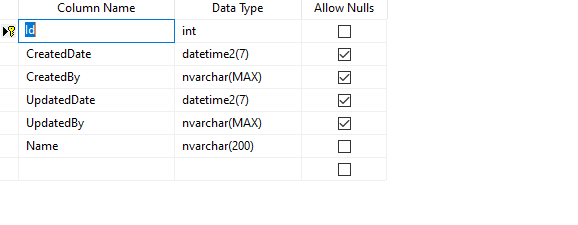 Column Name Data Type Allow Nulls
Id int
CreatedDate datetime2(7)
CreatedBy nvarchar(MAX)
UpdatedDate datetime2(7)
UpdatedBy nvarchar(MAX)
Name nvarchar(200)